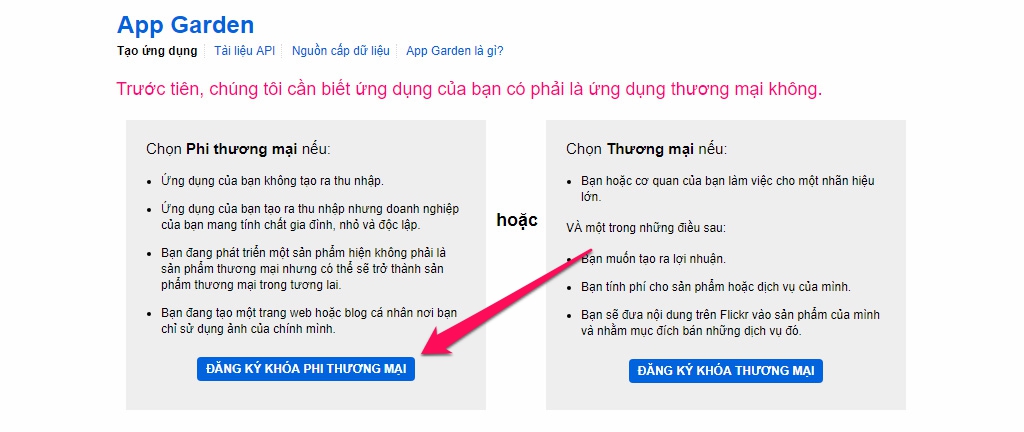 App Garden
Tạo ứng dụng Tài liệu API Nguồn cấp dữ liệu App Garden là gì?
Trước tiên, chúng tôi cần biết ứng dụng của bạn có phải là ứng dụng thương mại không.
Chọn Phi thương mại nếu:
Ứng dụng của bạn không tạo ra thu nhập.
Ứng dụng của bạn tạo ra thu nhập nhưng doanh nghiệp
của bạn mang tính chất gia đình, nhỏ và độc lập.
Bạn đang phát triển một sản phẩm hiện không phải là
sản phẩm thương mại nhưng có thể sẽ trở thành sản
phẩm thương mại trong tương lai.
Bạn đang tạo một trang web hoặc blog cá nhân nơi bạn
chỉ sử dụng ảnh của chính mình.
ĐĂNG KÝ KHÓA PHI THƯƠNG MẠI
hoặc
Chọn Thương mại nếu:
Bạn hoặc cơ quan của bạn làm việc cho một nhãn hiệu
lớn.
VÀ một trong những điều sau:
Bạn muốn tạo ra lợi nhuận.
Bạn tính phí cho sản phẩm hoặc dịch vụ của mình.
Bạn sẽ đưa nội dung trên Flickr vào sản phẩm của mình
và nhằm mục đích bán những dịch vụ đó.
ĐĂNG KÝ KHÓA THƯƠNG MẠI